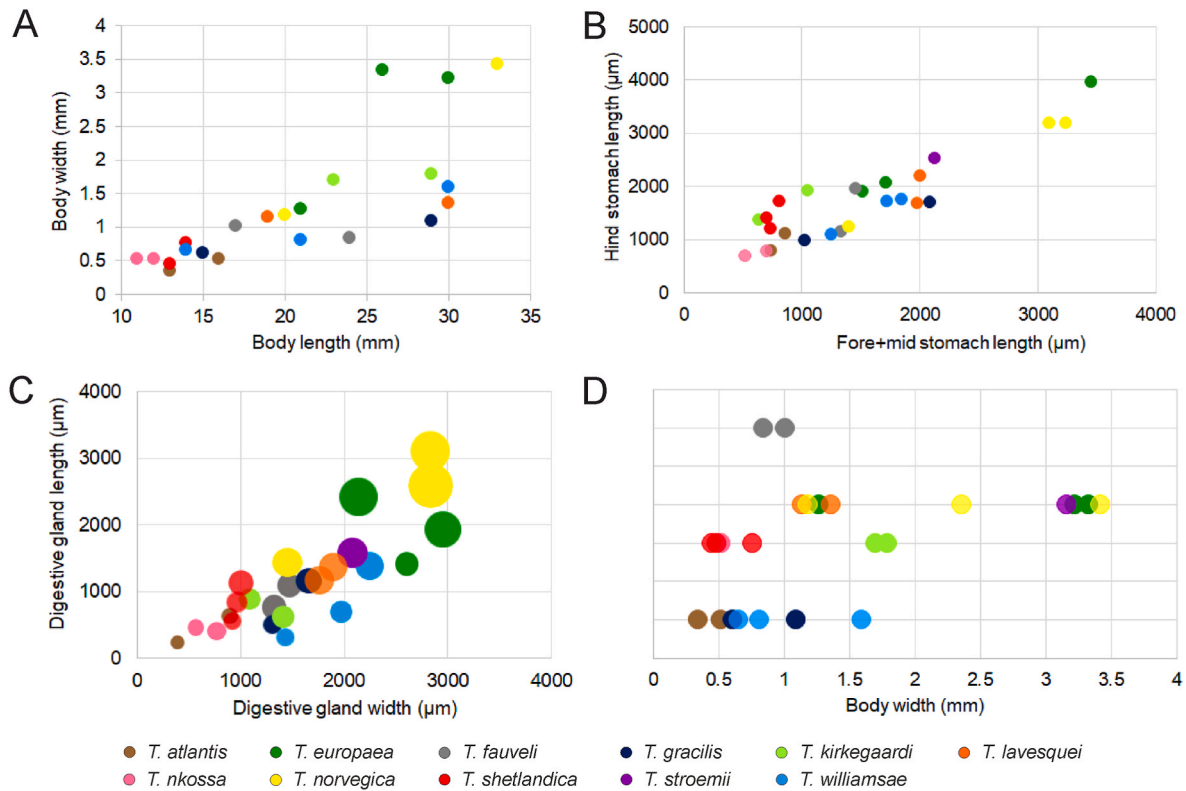 A
Body width (mm)
4
3.5
3
2.5
2
1.5
1
0.5
0
10 15 20 25 30 35
Body length (mm)
B
Hind stomach length (µm)
5000
4000
3000
2000
1000
0
0 1000 2000 3000 4000
Fore+mid stomach length (µm)
C
Digestive gland length (µm)
4000
3000
2000
1000
0
0 1000 2000 3000 4000
Digestive gland width (µm)
D
0 0.5 1 1.5 2 2.5 3 3.5 4
Body width (mm)
T. atlantis T. europaea T. fauveli T. gracilis T. kirkegaardi T. lavesquei
T. nkossa T. norvegica T. shetlandica T. stroemii T. williamsae